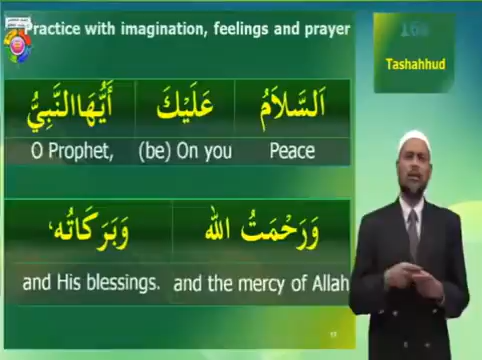 Practice with imagination, feelings and prayer
16a
Tashahhud
اَلسَّلَامُ عَلَيْكَ أَيُّهَا النَّبِيُّ
O Prophet, (be) On you Peace
وَرَحْمَتُ الله وَبَرَكَاتُه،
and His blessings. and the mercy of Allah